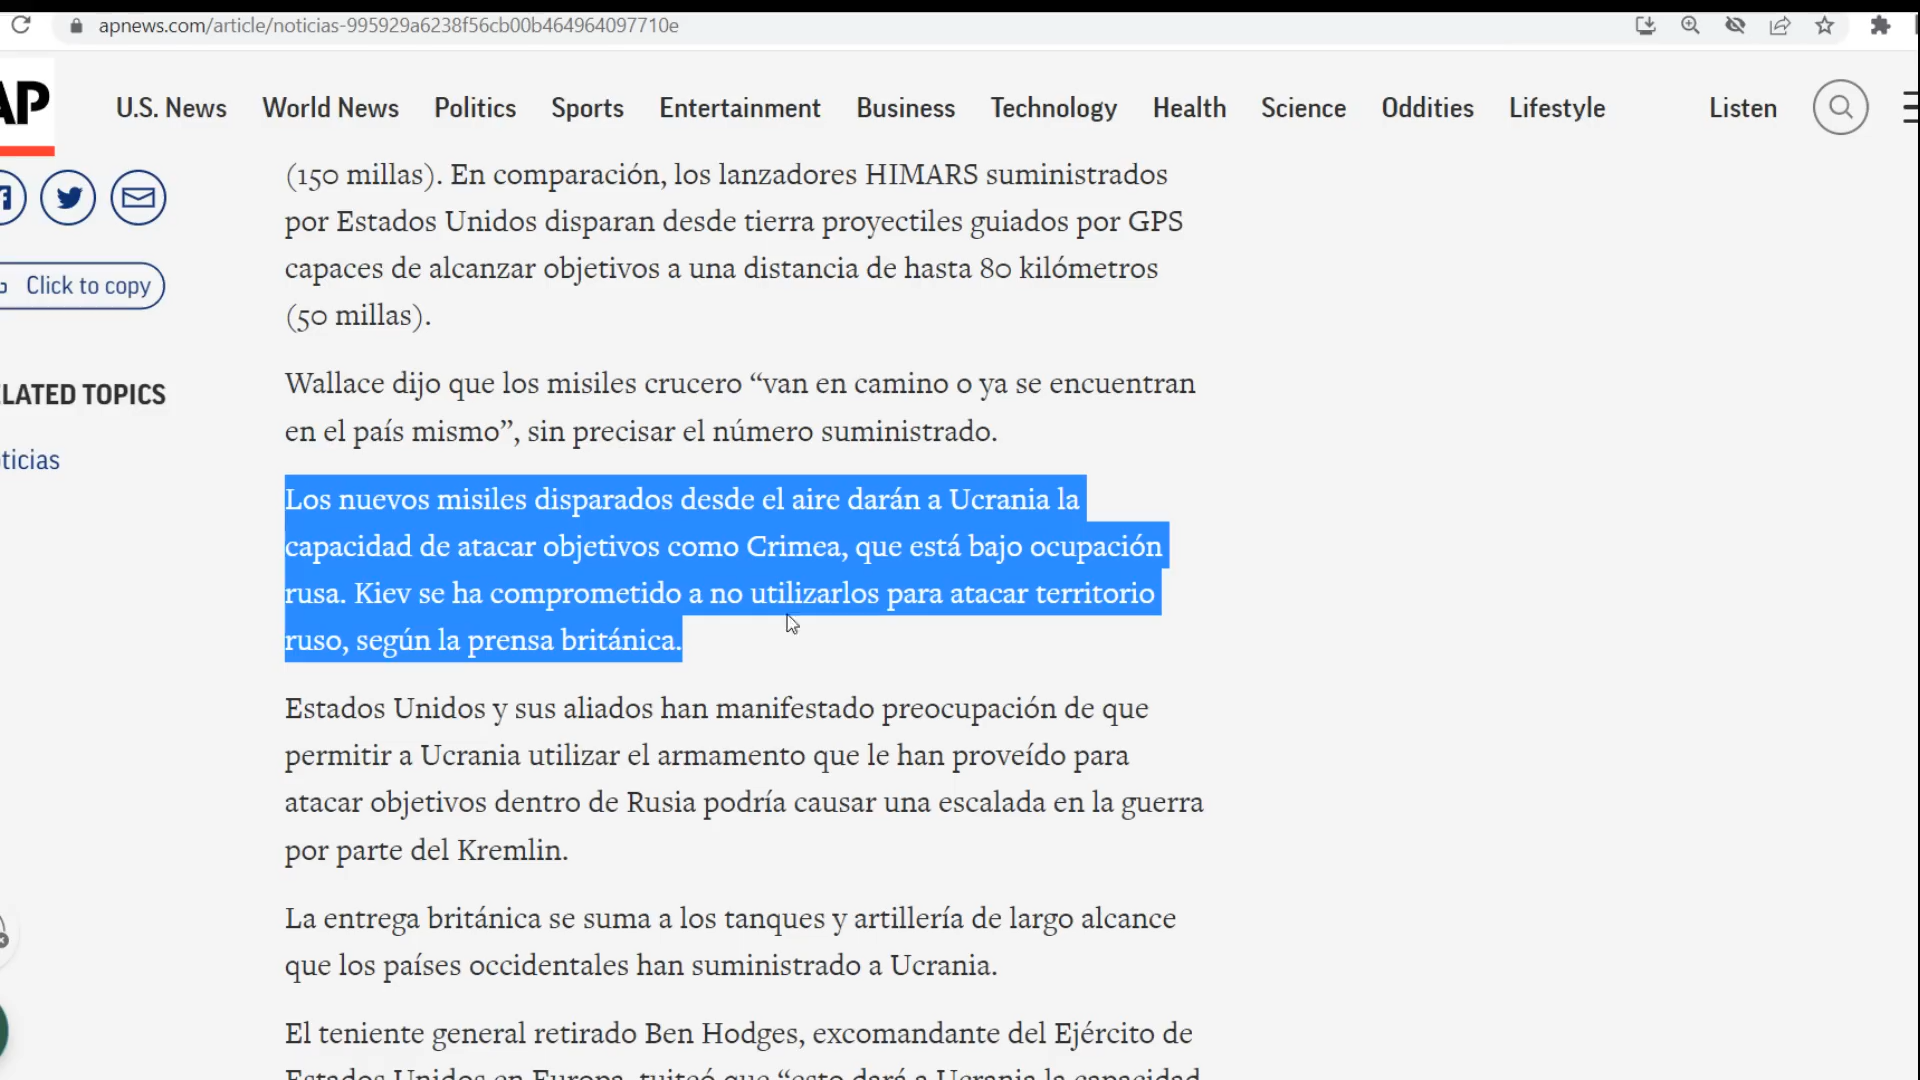 apnews.com/article/noticias-995929a6238f56cb00b464964097710e
AP
U.S. News World News Politics Sports Entertainment Business Technology Health Science Oddities Lifestyle Listen
(150 millas). En comparación, los lanzadores HIMARS suministrados
por Estados Unidos disparan desde tierra proyectiles guiados por GPS
capaces de alcanzar objetivos a una distancia de hasta 80 kilómetros
(50 millas).
Click to copy
Wallace dijo que los misiles crucero “van en camino o ya se encuentran
en el país mismo”, sin precisar el número suministrado.
ELATED TOPICS
ticias
Los nuevos misiles disparados desde el aire darán a Ucrania la
capacidad de atacar objetivos como Crimea, que está bajo ocupación
rusa. Kiev se ha comprometido a no utilizarlos para atacar territorio
ruso, según la prensa británica.
Estados Unidos y sus aliados han manifestado preocupación de que
permitir a Ucrania utilizar el armamento que le han proveído para
atacar objetivos dentro de Rusia podría causar una escalada en la guerra
por parte del Kremlin.
La entrega británica se suma a los tanques y artillería de largo alcance
que los países occidentales han suministrado a Ucrania.
El teniente general retirado Ben Hodges, excomandante del Ejército de
Estados Unidos en Europa, tuiteó que “esto dará a Ucrania la capacidad